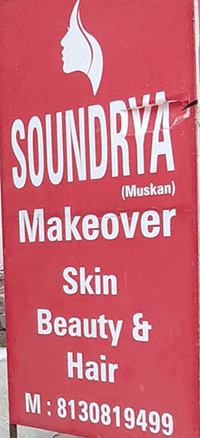 SOUNDRYA
(Muskan)
Makeover
Skin
Beauty &
Hair
M : 8130819499